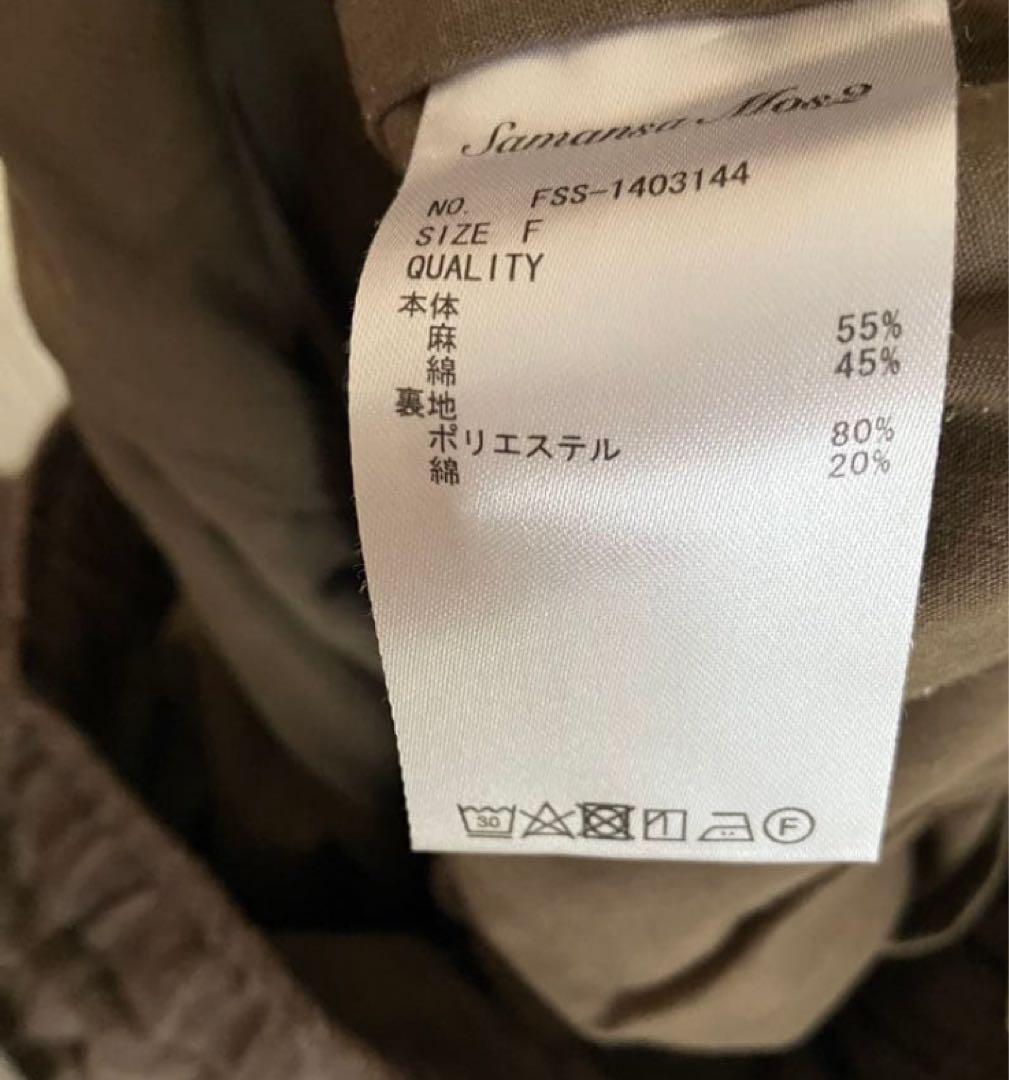 Samansa Mos2
NO. FSS-1403144
SIZE F
QUALITY
本体
麻 55%
綿 45%
裏地
ポリエステル 80%
綿 20%
30 F